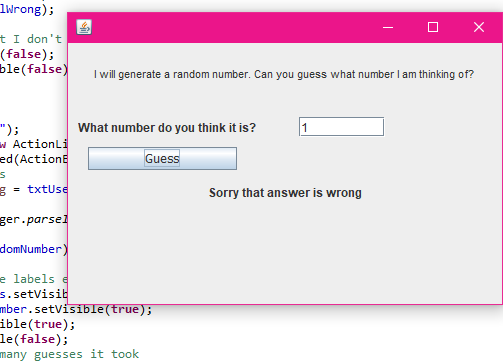 lWrong);
t I don't
(false);
ble(false)
I will generate a random number. Can you guess what number I am thinking of?
What number do you think it is? 1
");
w ActionLi
ed(ActionE
Guess
s
g = txtUse
Sorry that answer is wrong
ger.parseI
domNumber)
e labels e
s.setVisib
mber.setVisible(true);
ible(true);
le(false);
many guesses it took